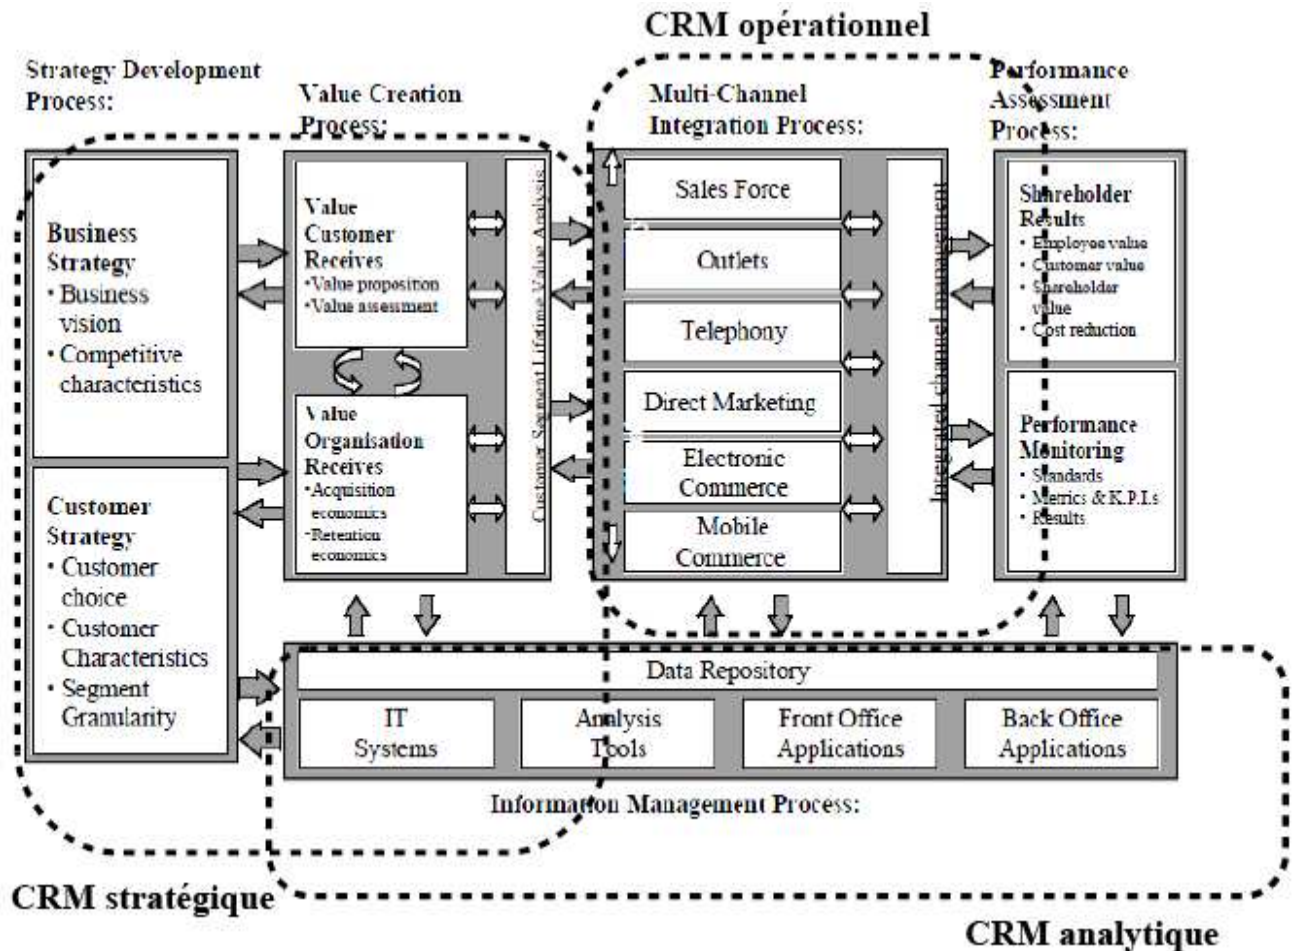 CRM opérationnel
Strategy Development
Process:
Value Creation
Process:
Multi-Channel
Integration Process:
Performance
Assessment
Process:
Business
Strategy
• Business
vision
• Competitive
characteristics
Customer
Strategy
• Customer
choice
• Customer
Characteristics
• Segment
Granularity
Value
Customer
Receives
•Value proposition
•Value assessment
Value
Organisation
Receives
•Acquisition
economics
•Retention
economics
Customer Segment Lifetime Value Analysis
Sales Force
Outlets
Telephony
Direct Marketing
Electronic
Commerce
Mobile
Commerce
Integrated channel management
Shareholder
Results
• Employee value
• Customer value
• Shareholder
value
• Cost reduction
Performance
Monitoring
• Standards
• Metrics & K.P.I.s
• Results
Data Repository
IT
Systems
Analysis
Tools
Front Office
Applications
Back Office
Applications
Information Management Process:
CRM stratégique
CRM analytique